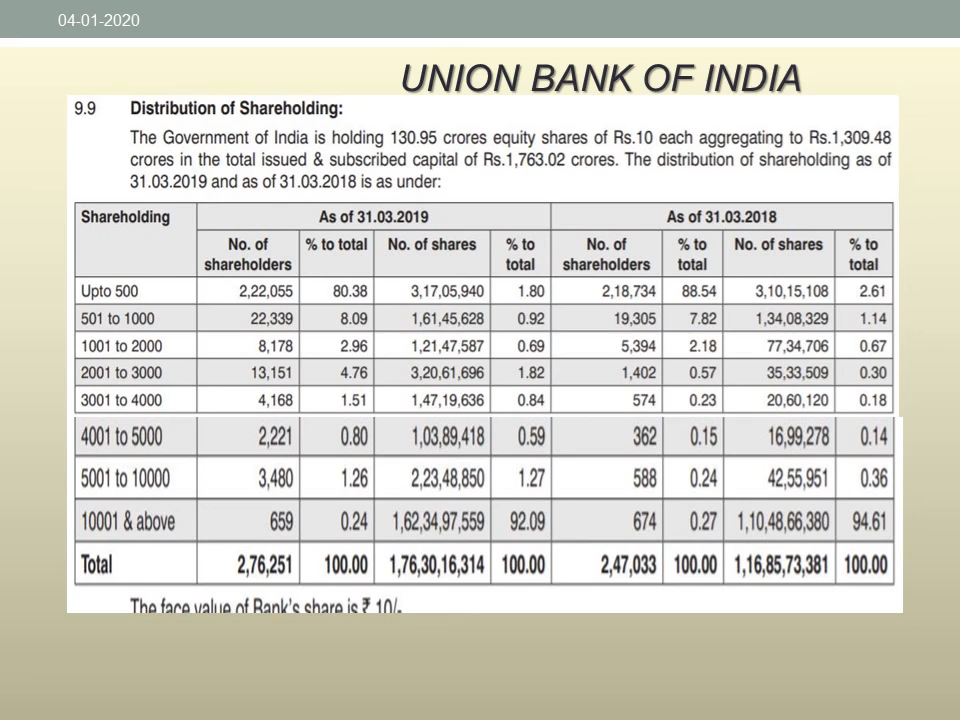 04-01-2020
UNION BANK OF INDIA
9.9 Distribution of Shareholding:
The Government of India is holding 130.95 crores equity shares of Rs.10 each aggregating to Rs.1,309.48
crores in the total issued & subscribed capital of Rs.1,763.02 crores. The distribution of shareholding as of
31.03.2019 and as of 31.03.2018 is as under:
Shareholding As of 31.03.2019 As of 31.03.2018
No. of shareholders % to total No. of shares % to total No. of shareholders % to total No. of shares % to total
Upto 500 2,22,055 80.38 3,17,05,940 1.80 2,18,734 88.54 3,10,15,108 2.61
501 to 1000 22,339 8.09 1,61,45,628 0.92 19,305 7.82 1,34,08,329 1.14
1001 to 2000 8,178 2.96 1,21,47,587 0.69 5,394 2.18 77,34,706 0.67
2001 to 3000 13,151 4.76 3,20,61,696 1.82 1,402 0.57 35,33,509 0.30
3001 to 4000 4,168 1.51 1,47,19,636 0.84 574 0.23 20,60,120 0.18
4001 to 5000 2,221 0.80 1,03,89,418 0.59 362 0.15 16,99,278 0.14
5001 to 10000 3,480 1.26 2,23,48,850 1.27 588 0.24 42,55,951 0.36
10001 & above 659 0.24 1,62,34,97,559 92.09 674 0.27 1,10,48,66,380 94.61
Total 2,76,251 100.00 1,76,30,16,314 100.00 2,47,033 100.00 1,16,85,73,381 100.00
The face value of Bank's share is ₹ 10/-